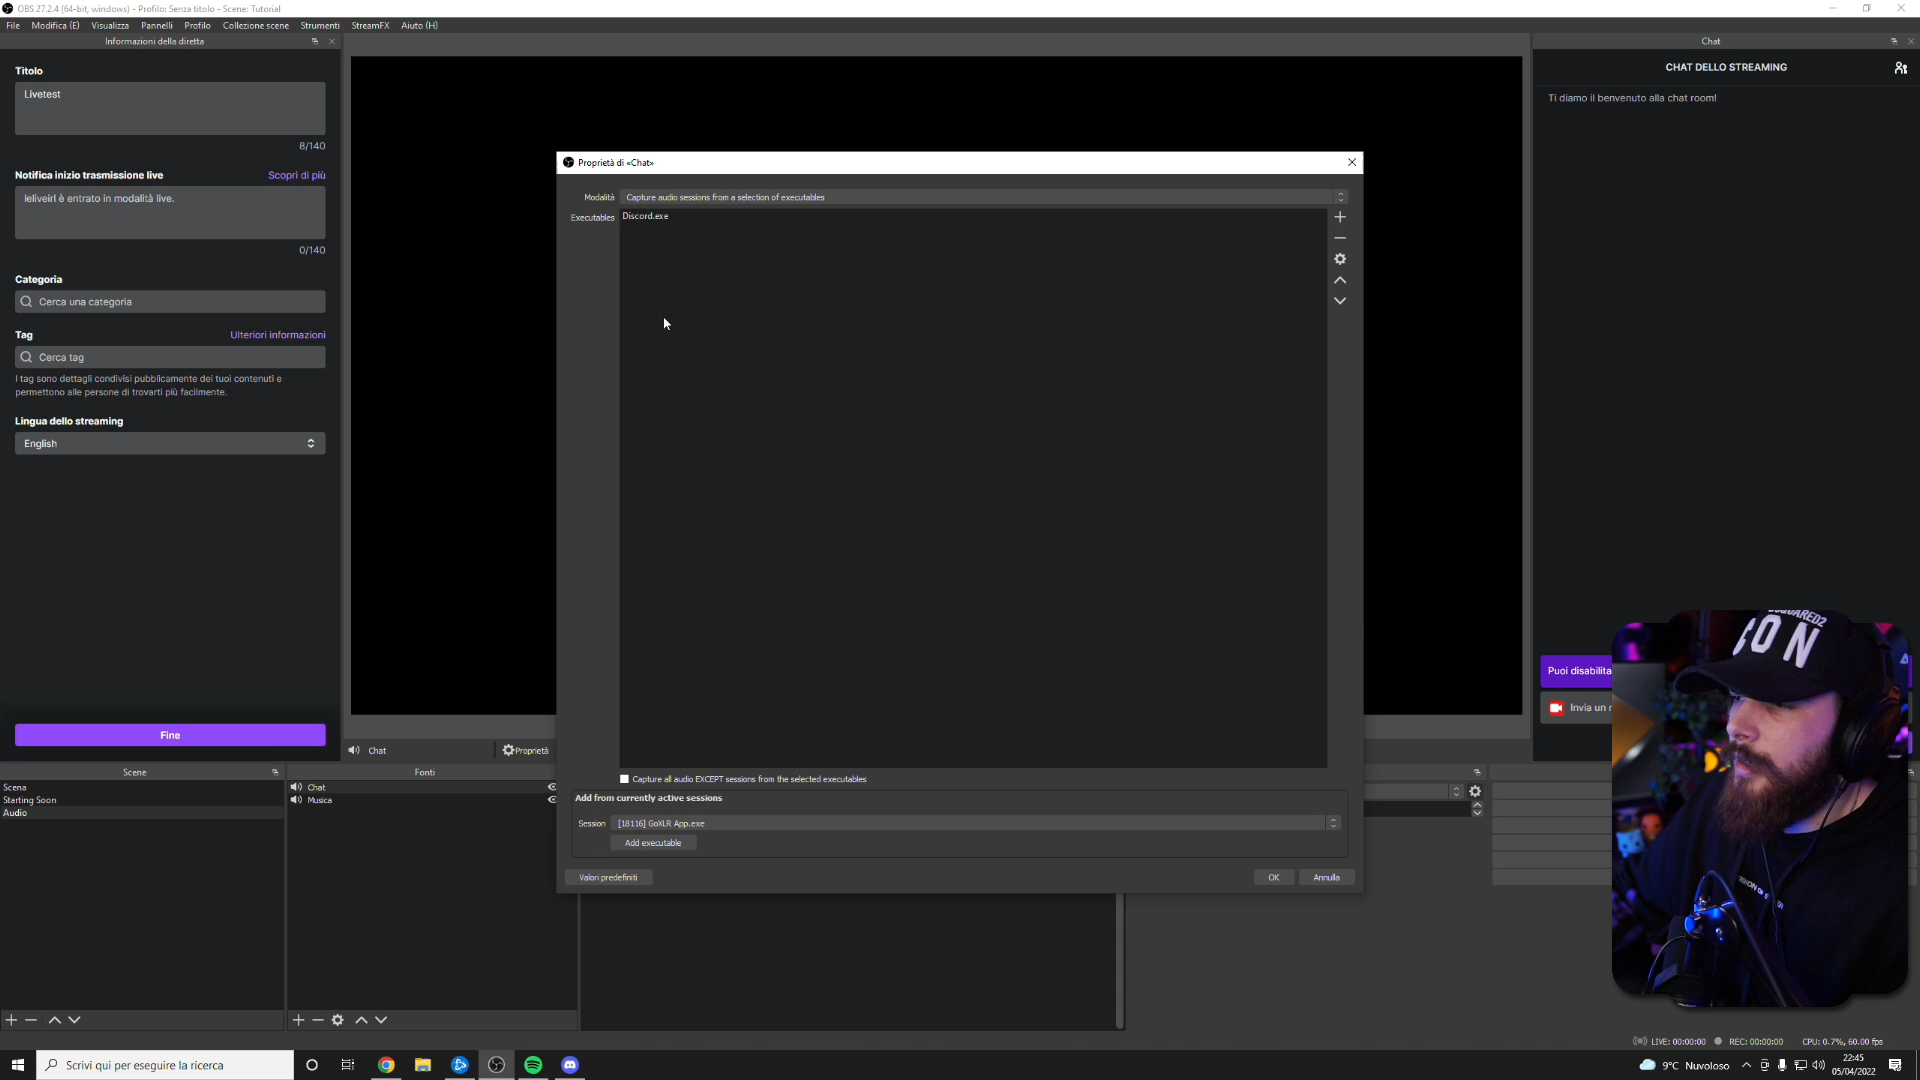 OBS 27.2.4 (64-bit, windows) - Profilo: Senza titolo - Scene: Tutorial
File Modifica (E) Visualizza Pannelli Profilo Collezione scene Strumenti StreamFX Aiuto (H)
Informazioni della diretta
Titolo
Livetest
8/140
Notifica inizio trasmissione live Scopri di più
leliveirl è entrato in modalità live.
0/140
Categoria
Cerca una categoria
Tag Ulteriori informazioni
Cerca tag
I tag sono dettagli condivisi pubblicamente dei tuoi contenuti e
permettono alle persone di trovarti più facilmente.
Lingua dello streaming
English
Fine
Chat Proprietà
Proprietà di «Chat»
Modalità Capture audio sessions from a selection of executables
Executables Discord.exe
Capture all audio EXCEPT sessions from the selected executables
Add from currently active sessions
Session [18116] GoXLR App.exe
Add executable
Valori predefiniti OK Annulla
Chat
CHAT DELLO STREAMING
Ti diamo il benvenuto alla chat room!
Puoi disabilita
Invia un
DSQUARED2
ICON
Scene
Scena
Starting Soon
Audio
Fonti
Chat
Musica
LIVE: 00:00:00 REC: 00:00:00 CPU: 0.7%, 60.00 fps
Scrivi qui per eseguire la ricerca
9°C Nuvoloso
22:45
05/04/2022